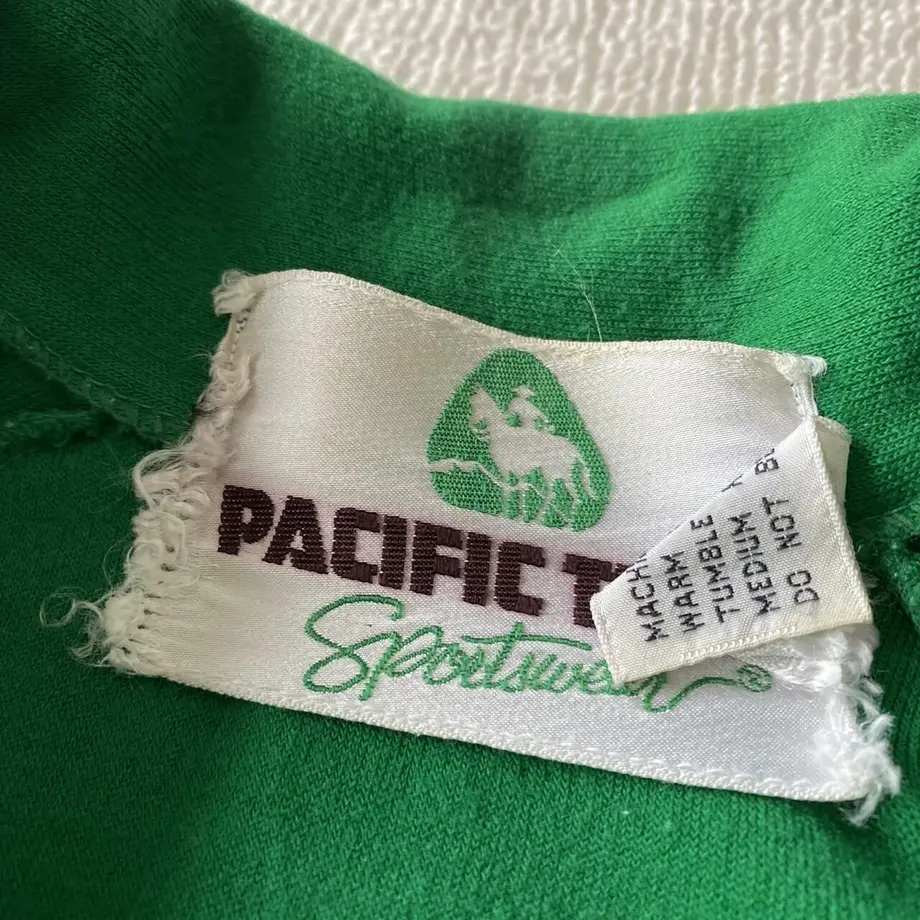 PACIFIC T
Sportswear ®
MACH
WARM
TUMBLE
MEDIUM
DO NOT